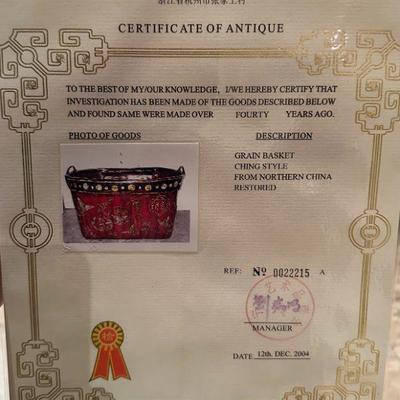 CERTIFICATE OF ANTIQUE
TO THE BEST OF MY/OUR KNOWLEDGE, I/WE HEREBY CERTIFY THAT
INVESTIGATION HAS BEEN MADE OF THE GOODS DESCRIBED BELOW
AND FOUND SAME WERE MADE OVER FOURTY YEARS AGO.
PHOTO OF GOODS DESCRIPTION
GRAIN BASKET
CHING STYLE
FROM NORTHERN CHINA
RESTORED
REF: Nº 0022215 A
MANAGER
DATE 12th. DEC. 2004